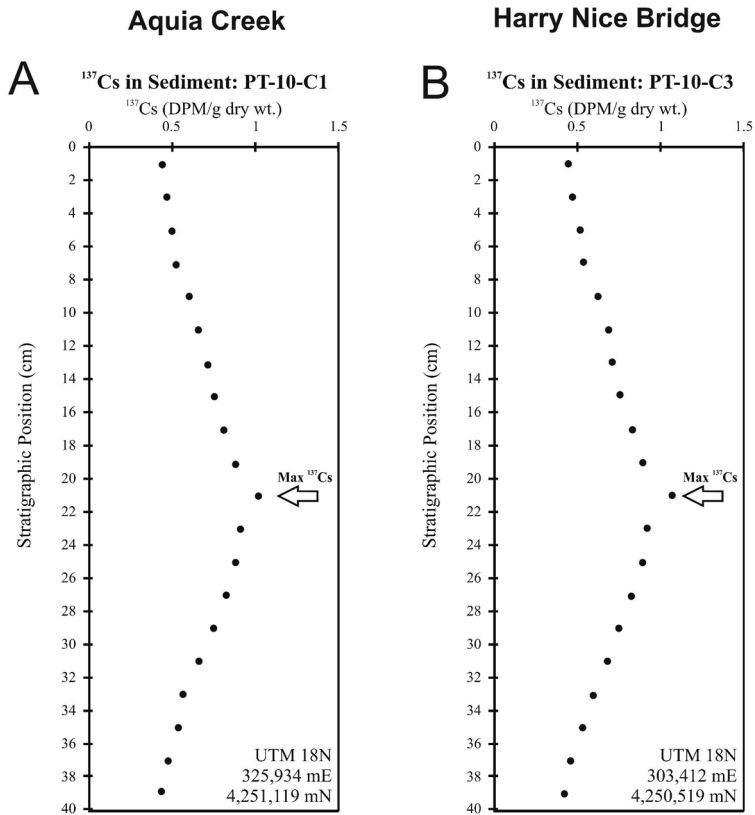 Aquia Creek
A
¹³⁷Cs in Sediment: PT-10-C1
¹³⁷Cs (DPM/g dry wt.)
0 0.5 1 1.5
0
2
4
6
8
10
12
14
16
18
20
22
24
26
28
30
32
34
36
38
40
Stratigraphic Position (cm)
Max ¹³⁷Cs
UTM 18N
325,934 mE
4,251,119 mN
Harry Nice Bridge
B
¹³⁷Cs in Sediment: PT-10-C3
¹³⁷Cs (DPM/g dry wt.)
0 0.5 1 1.5
0
2
4
6
8
10
12
14
16
18
20
22
24
26
28
30
32
34
36
38
40
Stratigraphic Position (cm)
Max ¹³⁷Cs
UTM 18N
303,412 mE
4,250,519 mN